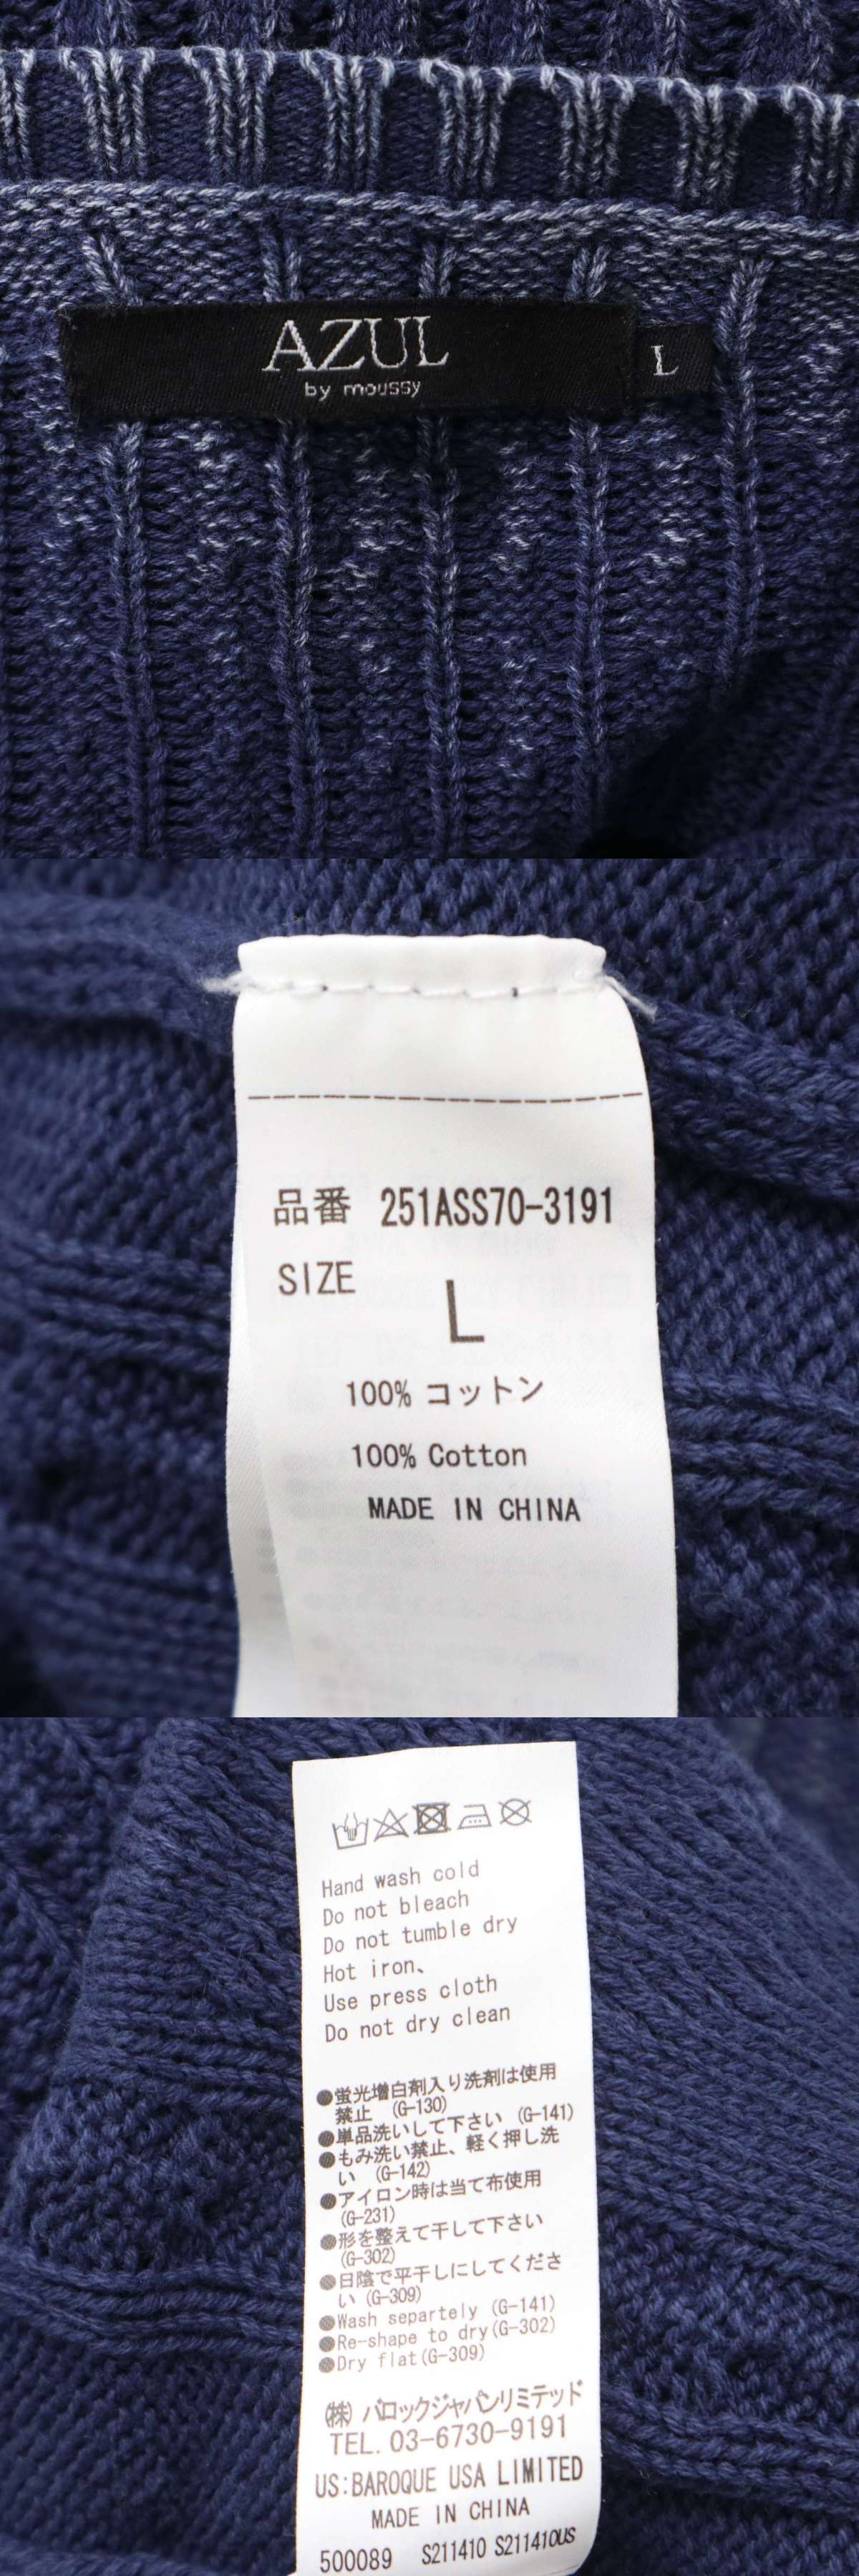 AZUL
by moussy
L
品番 251ASS70-3191
SIZE
L
100% コットン
100% Cotton
MADE IN CHINA
Hand wash cold
Do not bleach
Do not tumble dry
Hot iron、
Use press cloth
Do not dry clean
●蛍光増白剤入り洗剤は使用
禁止 (G-130)
●単品洗いして下さい (G-141)
●もみ洗い禁止、軽く押し洗
い (G-142)
●アイロン時は当て布使用
(G-231)
●形を整えて干して下さい
(G-302)
●日陰で平干しにしてくださ
い (G-309)
●Wash separtely (G-141)
●Re-shape to dry(G-302)
●Dry flat(G-309)
(株) バロックジャパンリミテッド
TEL. 03-6730-9191
US:BAROQUE USA LIMITED
MADE IN CHINA
500089 S211410 S211410US